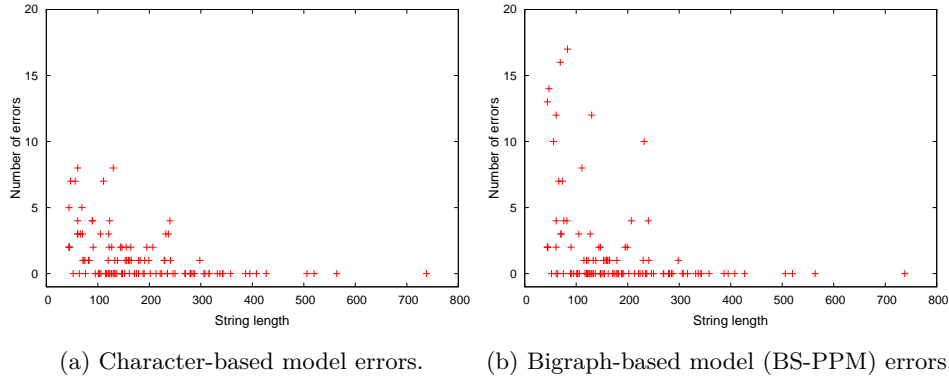 20
15
10
5
0
Number of errors
0 100 200 300 400 500 600 700 800
String length
(a) Character-based model errors.
20
15
10
5
0
Number of errors
0 100 200 300 400 500 600 700 800
String length
(b) Bigraph-based model (BS-PPM) errors